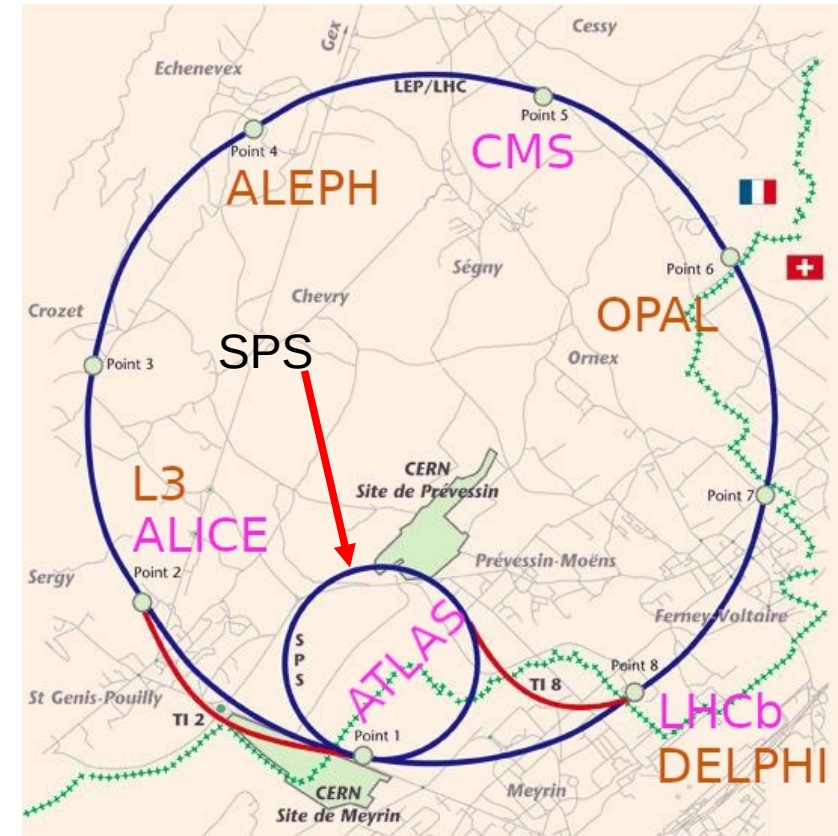 Cessy
Gex
Echenevex
LEP/LHC
Point 5
Point 4
CMS
ALEPH
Ségny
Point 6
Chevry
Crozet
OPAL
SPS
Ornex
Point 3
CERN
Site de Prévessin
L3
Point 7
ALICE
Prévessin-Moëns
Point 2
Sergy
Ferney-Voltaire
SPS
ATLAS
Point 8
TI 8
St Genis-Pouilly
TI 2
LHCb
Point 1
DELPHI
CERN
Site de Meyrin
Meyrin